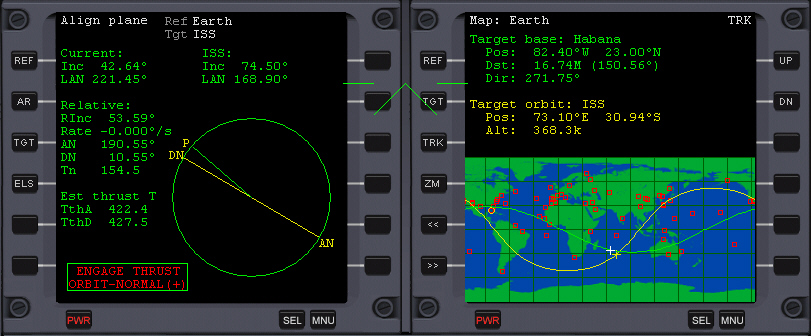 Align plane Ref Earth
Tgt ISS
Current: ISS:
Inc 42.64° Inc 74.50°
LAN 221.45° LAN 168.90°
Relative:
RInc 53.59°
Rate -0.000°/s
AN 190.55°
DN 10.55°
Tn 154.5
Est thrust T
TthA 422.4
TthD 427.5
ENGAGE THRUST
ORBIT-NORMAL(+)
P
DN
AN
REF
AR
TGT
ELS
PWR
SEL
MNU
Map: Earth TRK
Target base: Habana
Pos: 82.40°W 23.00°N
Dst: 16.74M (150.56°)
Dir: 271.75°
Target orbit: ISS
Pos: 73.10°E 30.94°S
Alt: 368.3k
REF
TGT
TRK
ZM
<<
>>
UP
DN
PWR
SEL
MNU